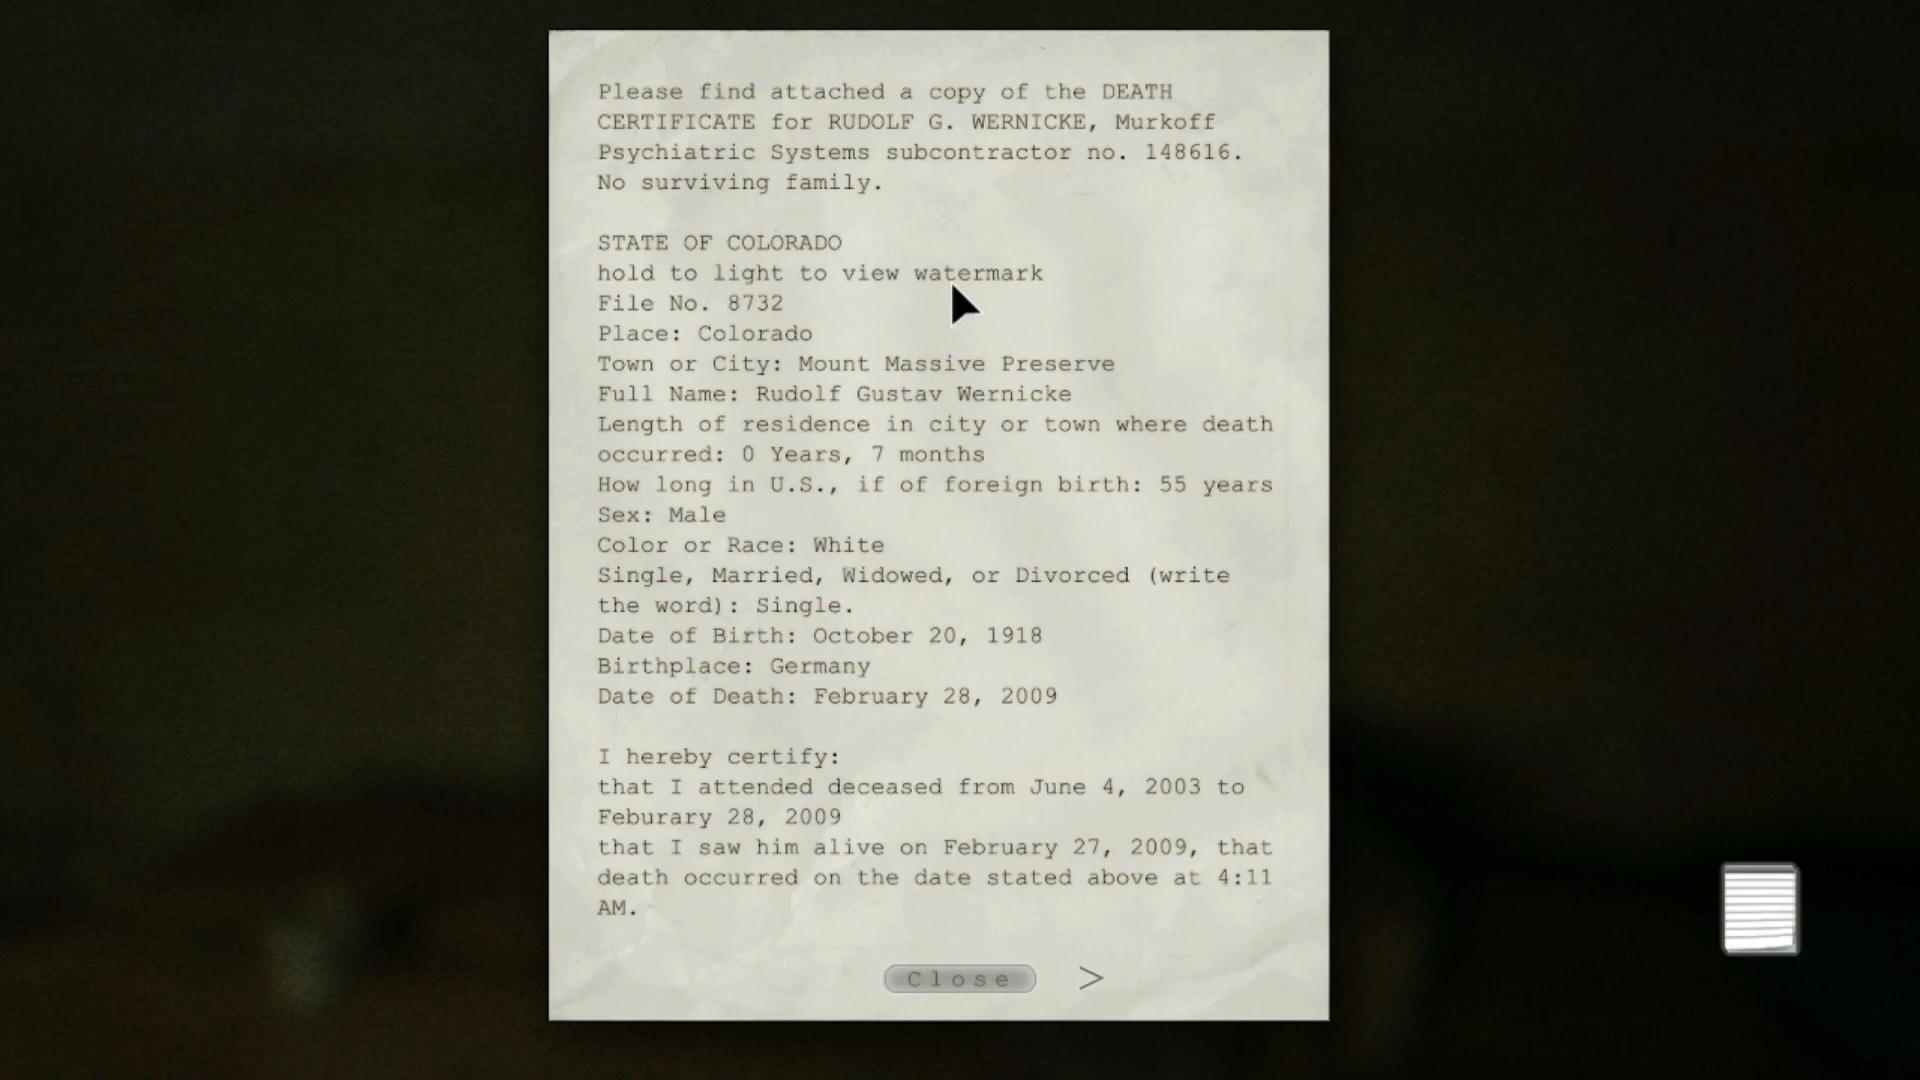 Please find attached a copy of the DEATH
CERTIFICATE for RUDOLF G. WERNICKE, Murkoff
Psychiatric Systems subcontractor no. 148616.
No surviving family.
STATE OF COLORADO
hold to light to view watermark
File No. 8732
Place: Colorado
Town or City: Mount Massive Preserve
Full Name: Rudolf Gustav Wernicke
Length of residence in city or town where death
occurred: 0 Years, 7 months
How long in U.S., if of foreign birth: 55 years
Sex: Male
Color or Race: White
Single, Married, Widowed, or Divorced (write
the word): Single.
Date of Birth: October 20, 1918
Birthplace: Germany
Date of Death: February 28, 2009
I hereby certify:
that I attended deceased from June 4, 2003 to
Feburary 28, 2009
that I saw him alive on February 27, 2009, that
death occurred on the date stated above at 4:11
AM.
Close >